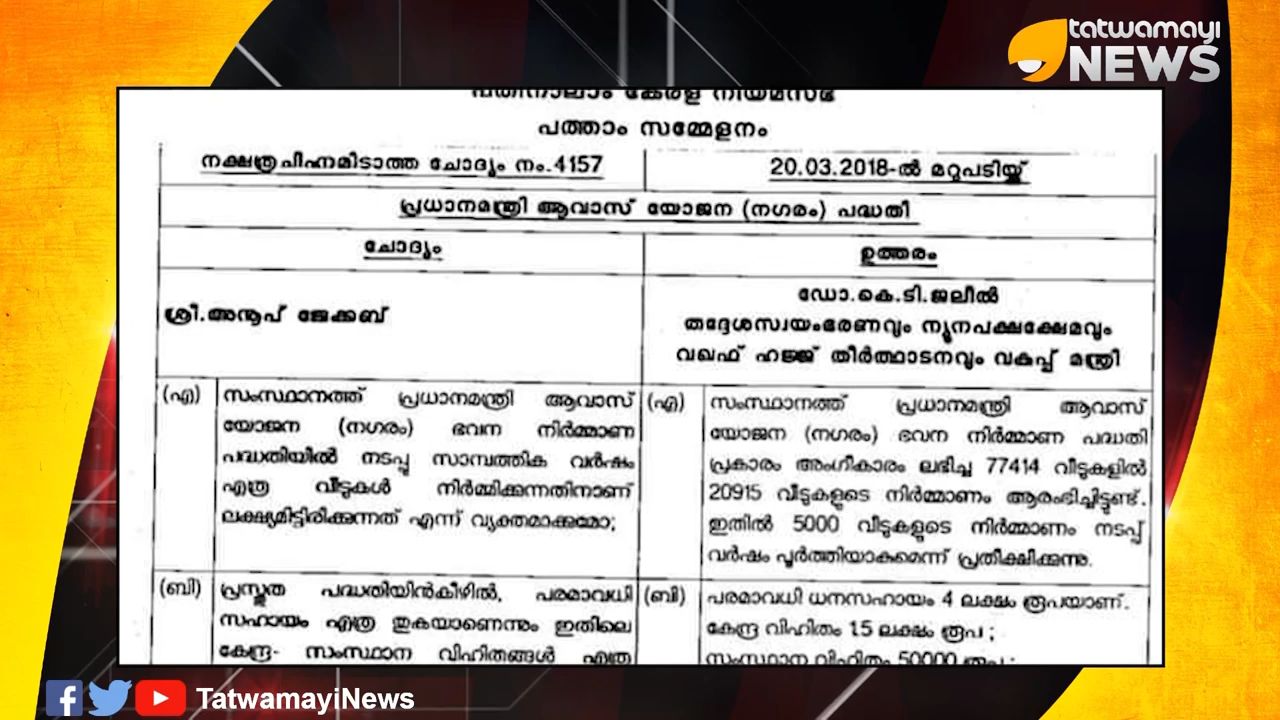 tatwamayi
NEWS
പതിനാലാം കേരള നിയമസഭ
പത്താം സമ്മേളനം
നക്ഷത്രചിഹ്നമിടാത്ത ചോദ്യം നം.4157
20.03.2018-ൽ മറുപടിയ്ക്ക്
പ്രധാനമന്ത്രി ആവാസ് യോജന (നഗരം) പദ്ധതി
ചോദ്യം
ഉത്തരം
ശ്രീ.അനൂപ് ജേക്കബ്
ഡോ.കെ.ടി.ജലീൽ
തദ്ദേശസ്വയംഭരണവും ന്യൂനപക്ഷക്ഷേമവും
വഖഫ് ഹജ്ജ് തീർത്ഥാടനവും വകുപ്പ് മന്ത്രി
(എ)
സംസ്ഥാനത്ത് പ്രധാനമന്ത്രി ആവാസ്
യോജന (നഗരം) ഭവന നിർമ്മാണ
പദ്ധതിയിൽ നടപ്പു സാമ്പത്തിക വർഷം
എത്ര വീടുകൾ നിർമ്മിക്കുന്നതിനാണ്
ലക്ഷ്യമിട്ടിരിക്കുന്നത് എന്ന് വ്യക്തമാക്കുമോ;
(എ)
സംസ്ഥാനത്ത് പ്രധാനമന്ത്രി ആവാസ്
യോജന (നഗരം) ഭവന നിർമ്മാണ പദ്ധതി
പ്രകാരം അംഗീകാരം ലഭിച്ച 77414 വീടുകളിൽ
20915 വീടുകളുടെ നിർമ്മാണം ആരംഭിച്ചിട്ടുണ്ട്.
ഇതിൽ 5000 വീടുകളുടെ നിർമ്മാണം നടപ്പ്
വർഷം പൂർത്തിയാകുമെന്ന് പ്രതീക്ഷിക്കുന്നു.
(ബി)
പ്രസ്തുത പദ്ധതിയിൻകീഴിൽ, പരമാവധി
സഹായം എത്ര തുകയാണെന്നും ഇതിലെ
കേന്ദ്ര- സംസ്ഥാന വിഹിതങ്ങൾ എത്ര
(ബി)
പരമാവധി ധനസഹായം 4 ലക്ഷം രൂപയാണ്.
കേന്ദ്ര വിഹിതം 1.5 ലക്ഷം രൂപ ;
സംസ്ഥാന വിഹിതം 50000 രൂപ ;
TatwamayiNews